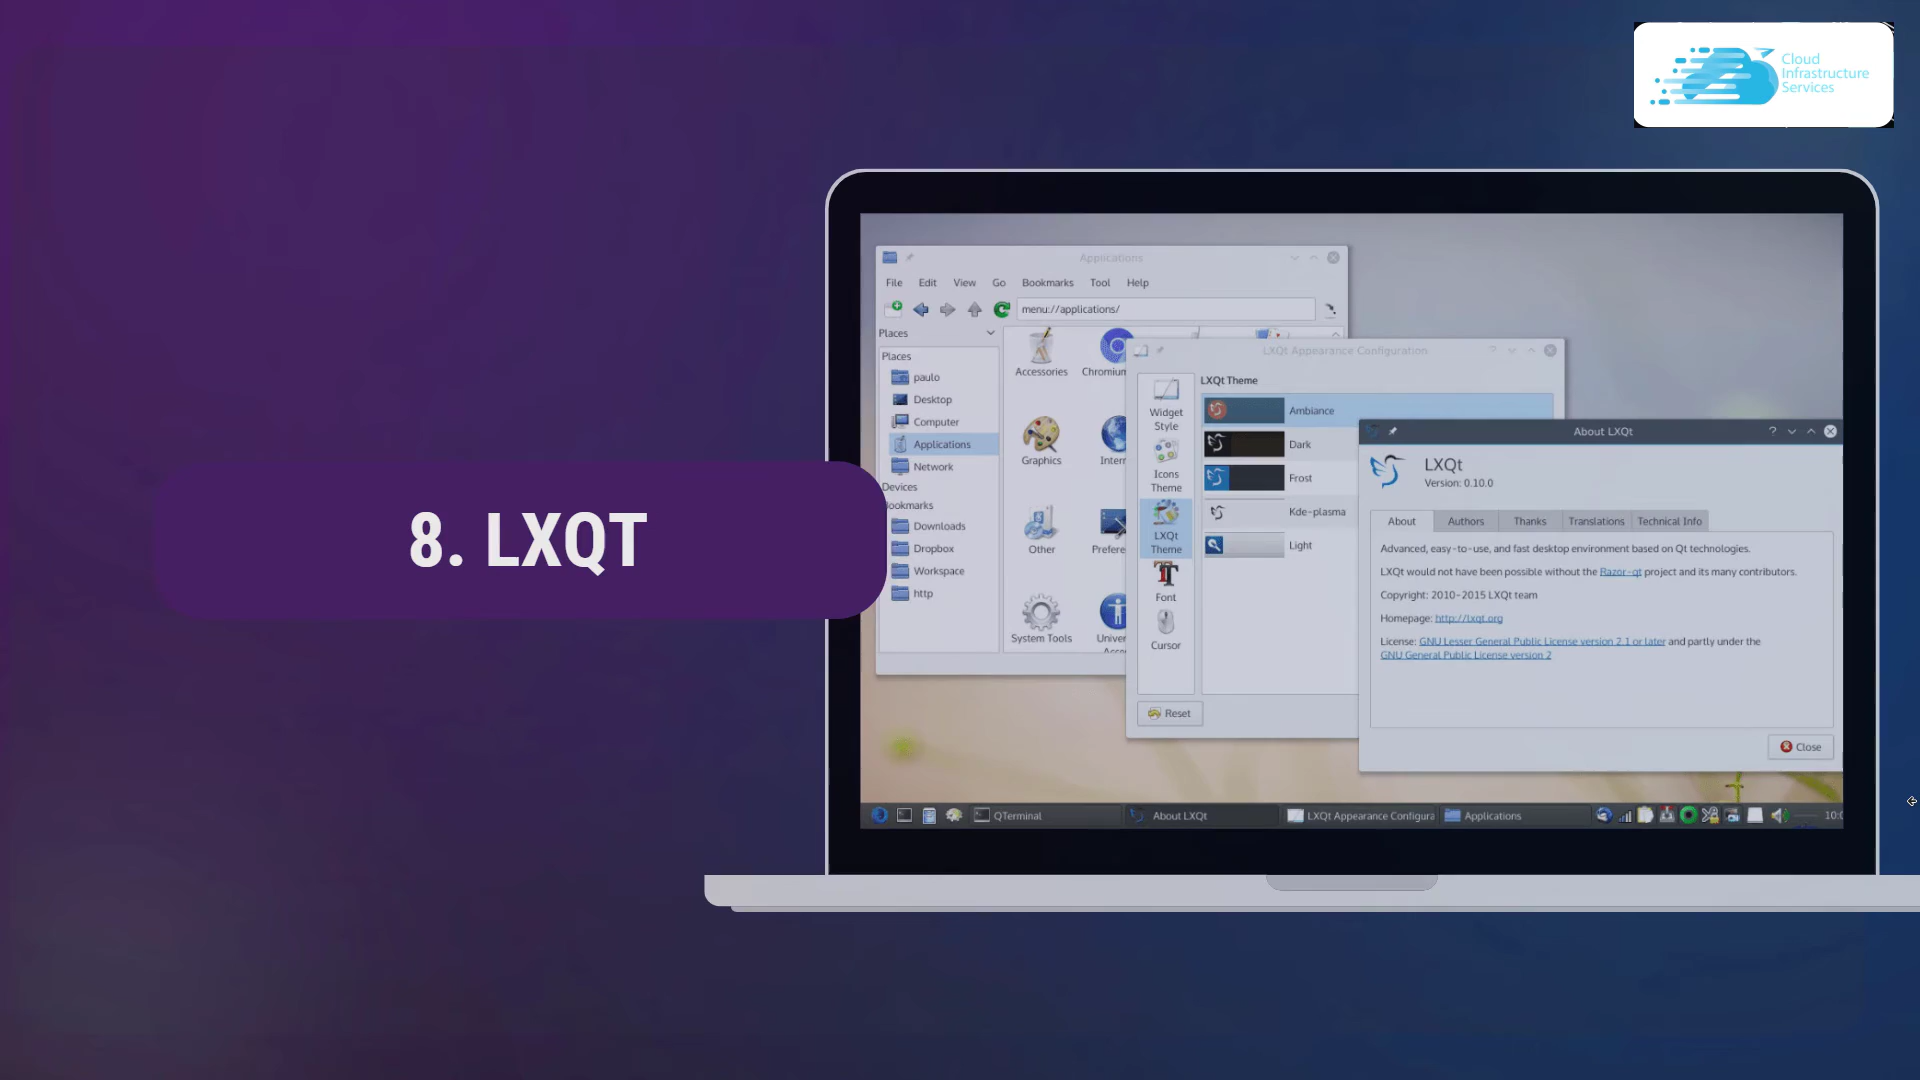 Cloud
Infrastructure
Services
8. LXQT
Applications
File Edit View Go Bookmarks Tool Help
menu://applications/
Places
Places
paulo
Desktop
Computer
Applications
Network
Devices
Downloads
Dropbox
Workspace
http
Accessories
Graphics
Other
System Tools
LXQt Appearance Configuration
Widget
Style
Icons
Theme
LXQt
Theme
Font
Cursor
LXQt Theme
Ambiance
Dark
Frost
Kde-plasma
Light
Reset
About LXQt
LXQt
Version: 0.10.0
About Authors Thanks Translations Technical Info
Advanced, easy-to-use, and fast desktop environment based on Qt technologies.
LXQt would not have been possible without the Razor-qt project and its many contributors.
Copyright: 2010-2015 LXQt team
Homepage: http://lxqt.org
License: GNU Lesser General Public License version 2.1 or later and partly under the
GNU General Public License version 2
Close
QTerminal About LXQt LXQt Appearance Configura Applications